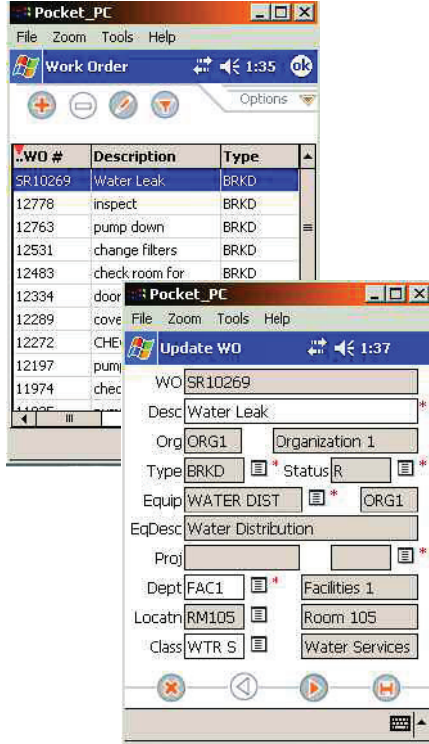 Pocket_PC
File Zoom Tools Help
Work Order 1:35 ok
Options
..WO # Description Type
SR10269 Water Leak BRKD
12778 inspect BRKD
12763 pump down BRKD
12531 change filters BRKD
12483 check room for BRKD
12334 door
12289 cove
12272 CHE
12197 pum
11974 chec
Pocket_PC
File Zoom Tools Help
Update WO 1:37
WO SR10269
Desc Water Leak *
Org ORG1 Organization 1
Type BRKD * Status R *
Equip WATER DIST * ORG1
EqDesc Water Distribution
Proj *
Dept FAC1 * Facilities 1
Locatn RM105 Room 105
Class WTR S Water Services